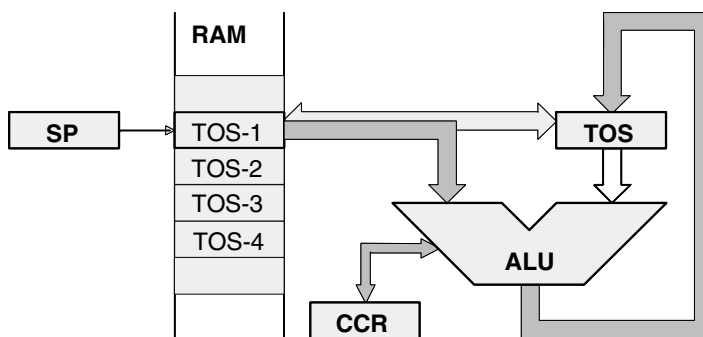 RAM
SP
TOS-1
TOS
TOS-2
TOS-3
TOS-4
ALU
CCR